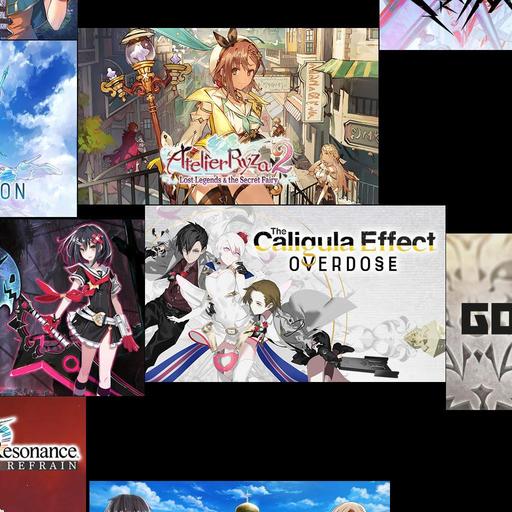 ON
Atelier Ryza 2
Lost Legends & the Secret Fairy
The
Caligula Effect
OVERDOSE
GO
Resonance
REFRAIN